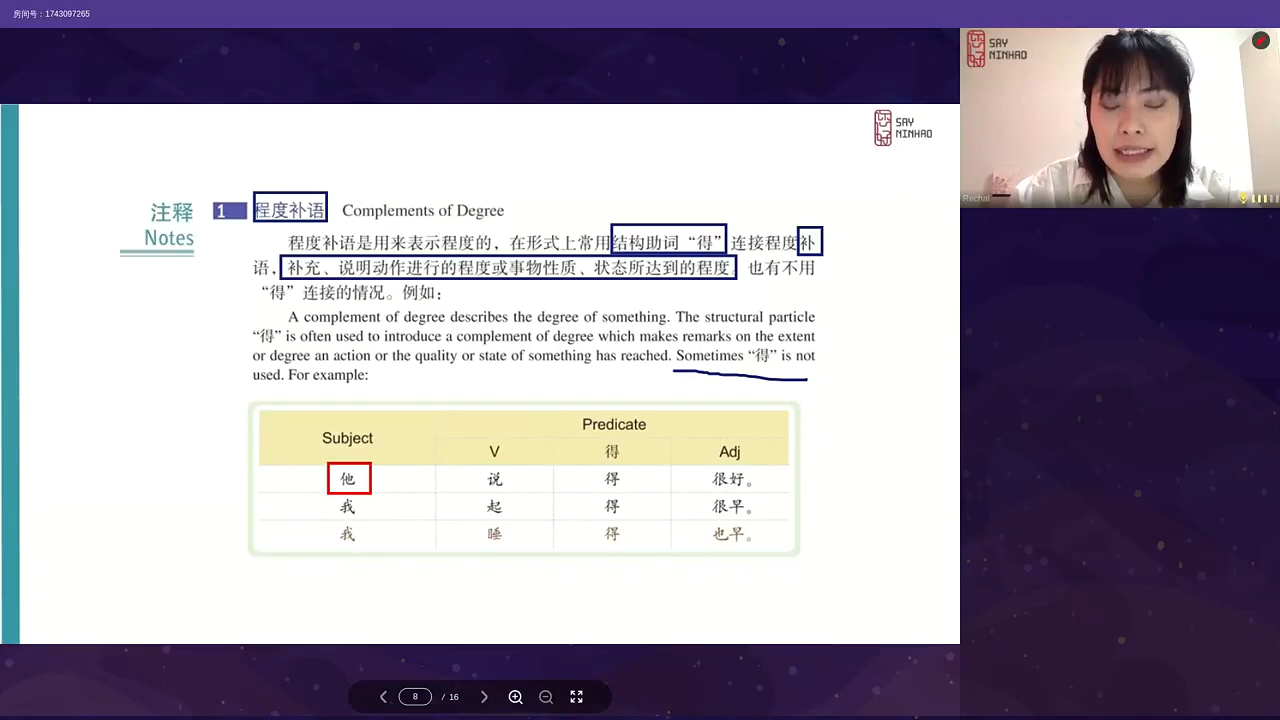 房间号：1743097265
SAY
NINHAO
SAY
NINHAO
Rechal
注释
Notes
1 程度补语 Complements of Degree
程度补语是用来表示程度的，在形式上常用结构助词“得”连接程度补
语，补充、说明动作进行的程度或事物性质、状态所达到的程度。也有不用
“得”连接的情况。例如：
A complement of degree describes the degree of something. The structural particle
“得” is often used to introduce a complement of degree which makes remarks on the extent
or degree an action or the quality or state of something has reached. Sometimes “得” is not
used. For example:
Subject Predicate
V 得 Adj
他 说 得 很好。
我 起 得 很早。
我 睡 得 也早。
8 / 16